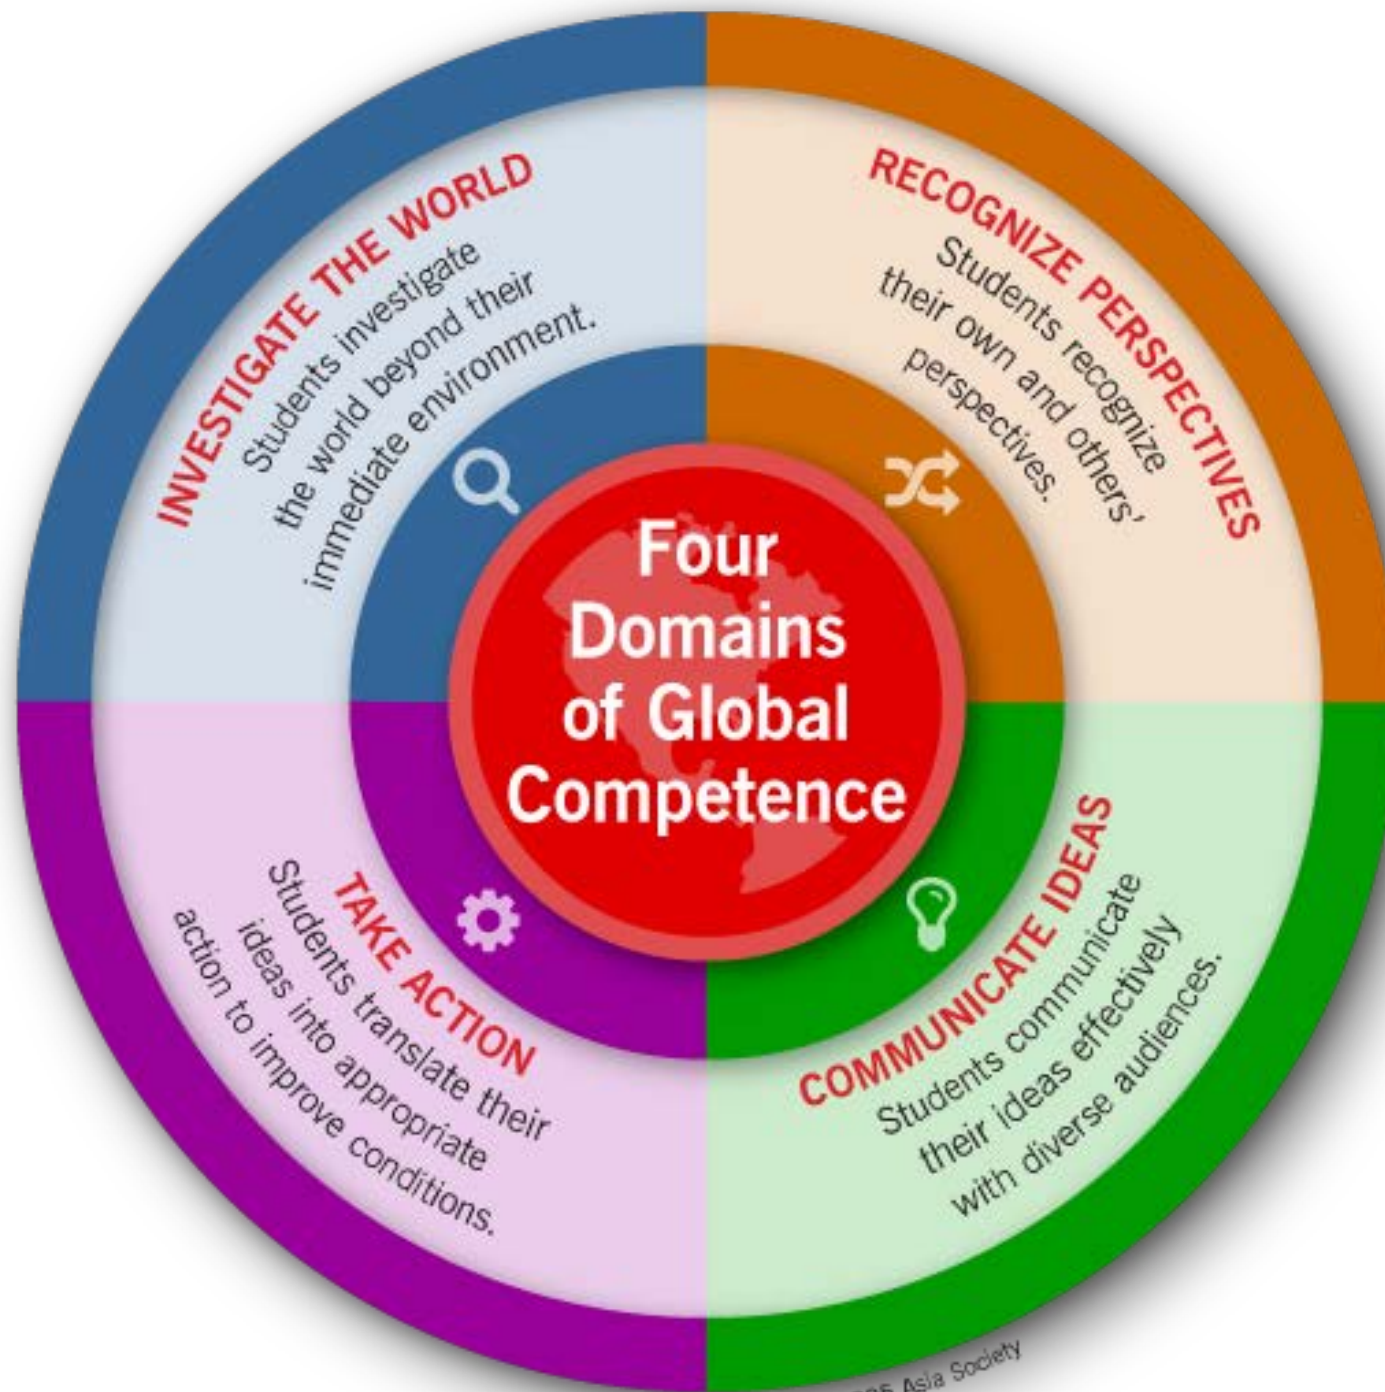 Four
Domains
of Global
Competence
INVESTIGATE THE WORLD
Students investigate
the world beyond their
immediate environment.
RECOGNIZE PERSPECTIVES
Students recognize
their own and others’
perspectives.
COMMUNICATE IDEAS
Students communicate
their ideas effectively
with diverse audiences.
TAKE ACTION
Students translate their
ideas into appropriate
action to improve conditions.
Asia Society